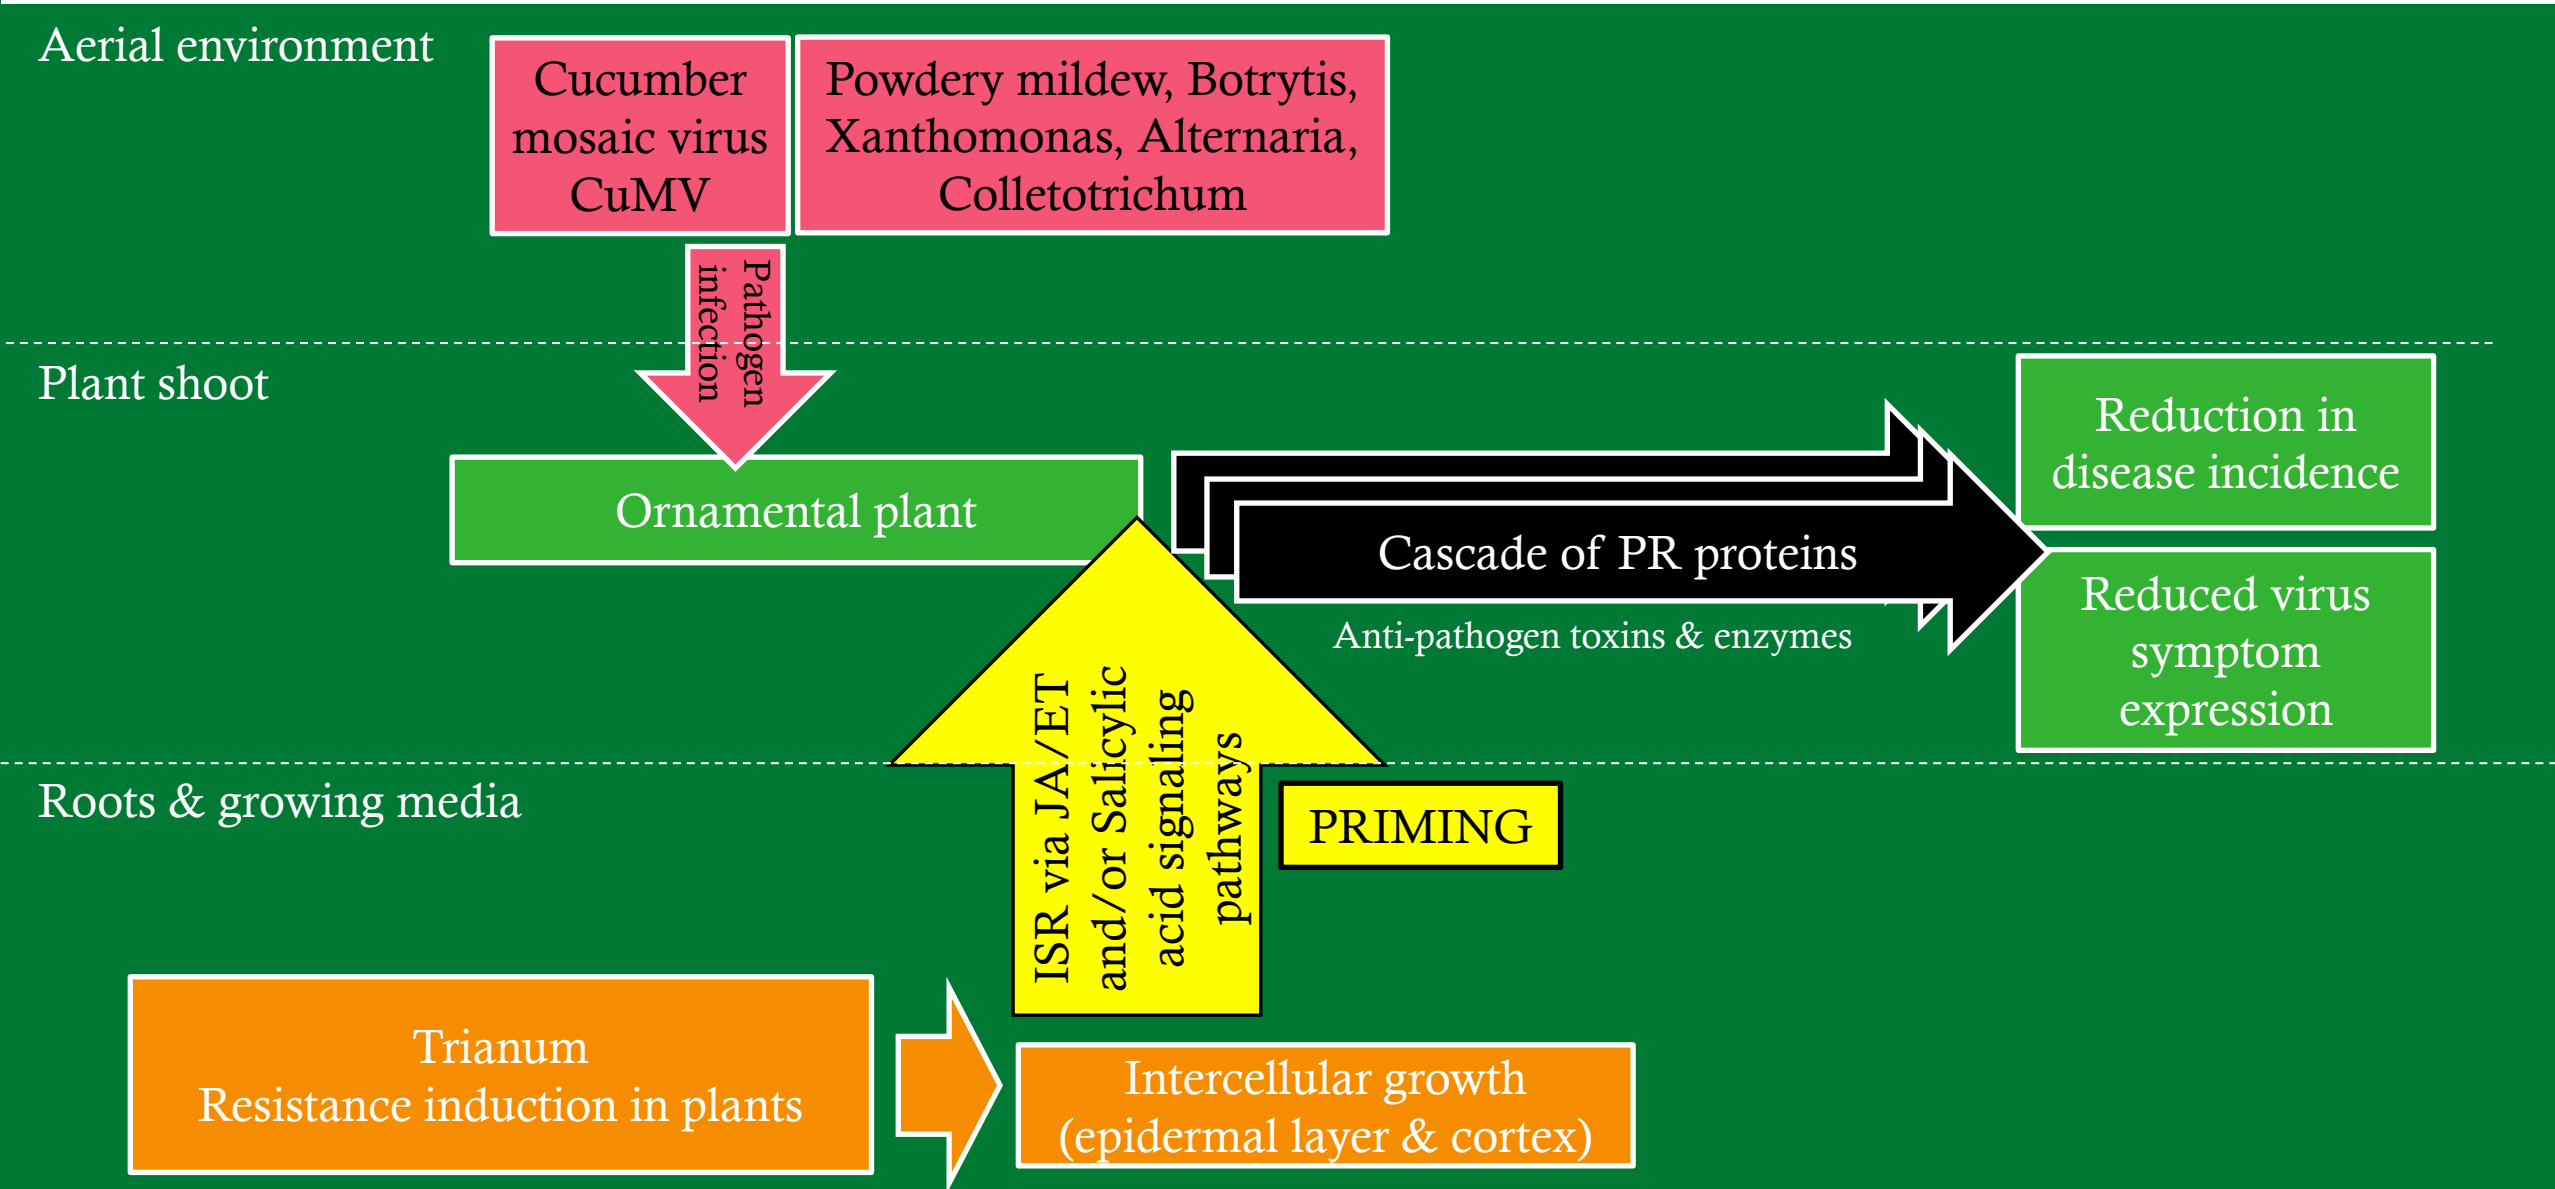 Aerial environment
Cucumber
mosaic virus
CuMV
Powdery mildew, Botrytis,
Xanthomonas, Alternaria,
Colletotrichum
Pathogen
infection
Plant shoot
Ornamental plant
Cascade of PR proteins
Anti-pathogen toxins & enzymes
Reduction in
disease incidence
Reduced virus
symptom
expression
ISR via JA/ET
and/or Salicylic
acid signaling
pathways
Roots & growing media
PRIMING
Trianum
Resistance induction in plants
Intercellular growth
(epidermal layer & cortex)